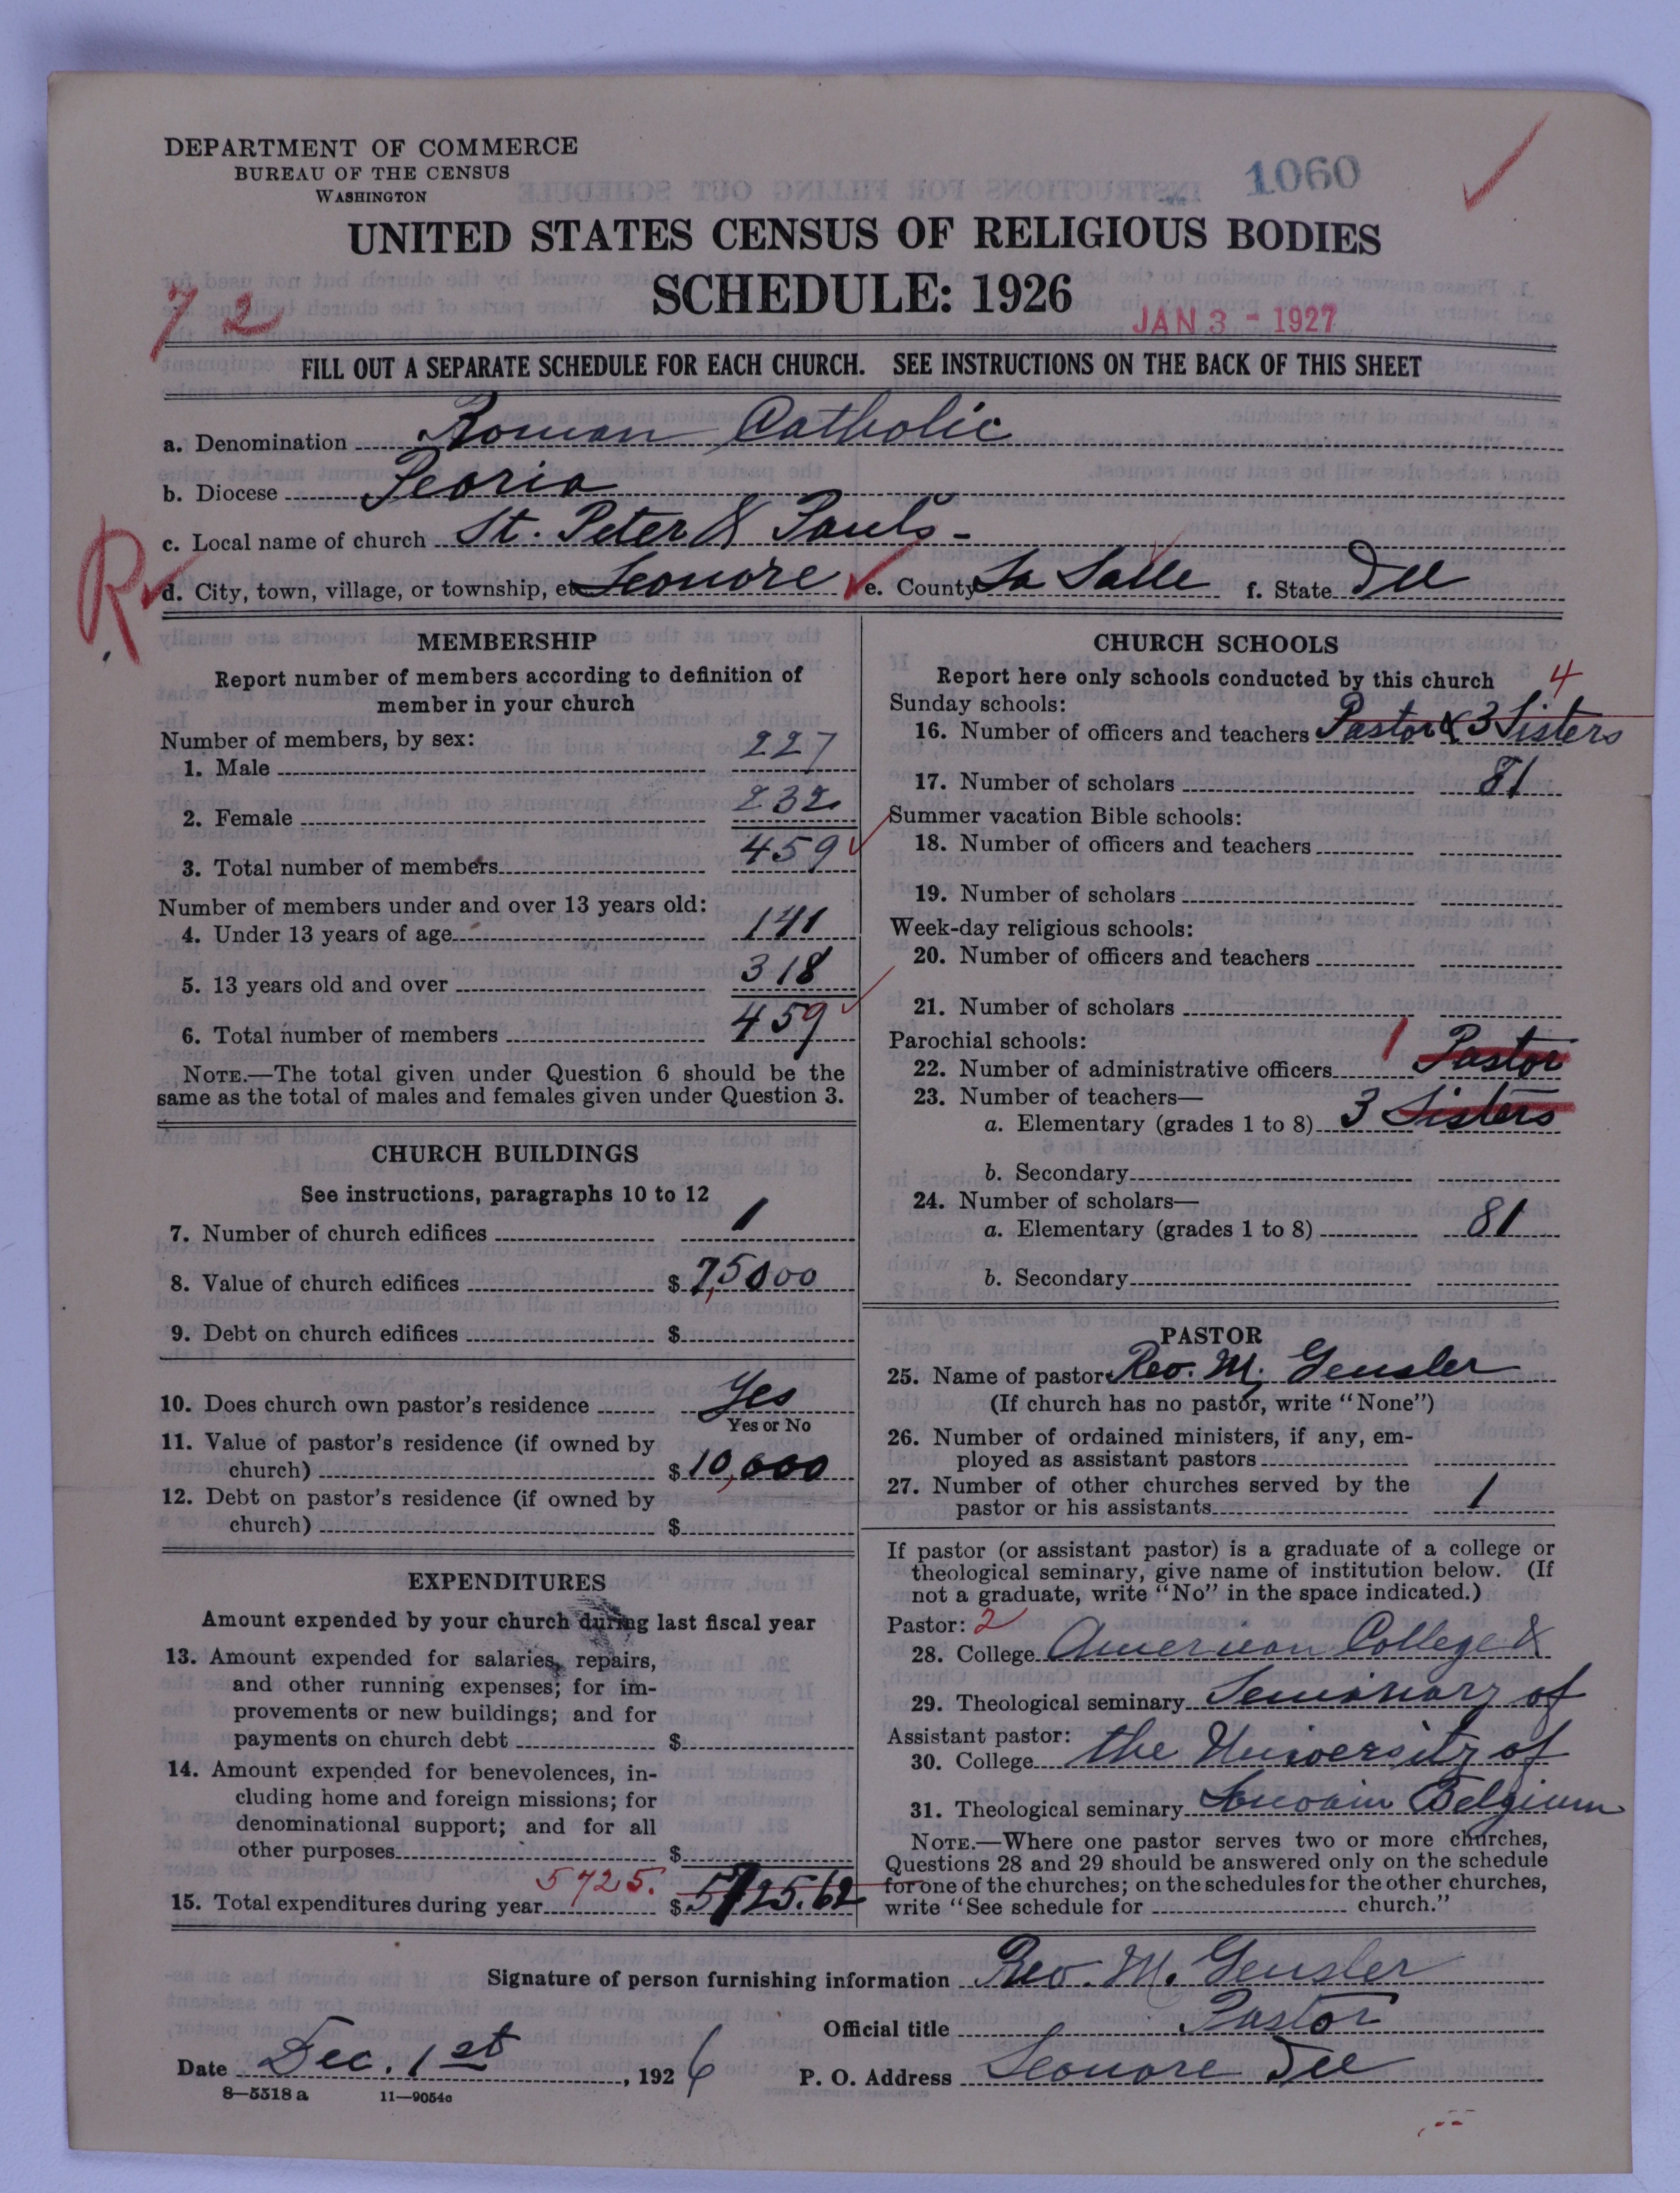 DEPARTMENT OF COMMERCE
BUREAU OF THE CENSUS
WASHINGTON
1060
UNITED STATES CENSUS OF RELIGIOUS BODIES
SCHEDULE: 1926
72
JAN 3 - 1927
FILL OUT A SEPARATE SCHEDULE FOR EACH CHURCH. SEE INSTRUCTIONS ON THE BACK OF THIS SHEET
a. Denomination Roman Catholic
b. Diocese Peoria
c. Local name of church St. Peter & Pauls -
R
d. City, town, village, or township, etc Leonore e. County La Salle f. State Ill
MEMBERSHIP
Report number of members according to definition of
member in your church
Number of members, by sex:
1. Male 227
2. Female 232
3. Total number of members 459
Number of members under and over 13 years old:
4. Under 13 years of age 141
5. 13 years old and over 318
6. Total number of members 459
NOTE.—The total given under Question 6 should be the
same as the total of males and females given under Question 3.
CHURCH BUILDINGS
See instructions, paragraphs 10 to 12
7. Number of church edifices 1
8. Value of church edifices $ 75,000
9. Debt on church edifices $
10. Does church own pastor's residence Yes
Yes or No
11. Value of pastor's residence (if owned by
church) $ 10,000
12. Debt on pastor's residence (if owned by
church) $
EXPENDITURES
Amount expended by your church during last fiscal year
13. Amount expended for salaries, repairs,
and other running expenses; for im-
provements or new buildings; and for
payments on church debt $
14. Amount expended for benevolences, in-
cluding home and foreign missions; for
denominational support; and for all
other purposes $
5725.
15. Total expenditures during year $ 5725.62
CHURCH SCHOOLS
Report here only schools conducted by this church
Sunday schools: 4
16. Number of officers and teachers Pastor & 3 Sisters
17. Number of scholars 81
Summer vacation Bible schools:
18. Number of officers and teachers
19. Number of scholars
Week-day religious schools:
20. Number of officers and teachers
21. Number of scholars
Parochial schools:
22. Number of administrative officers 1 Pastor
23. Number of teachers—
a. Elementary (grades 1 to 8) 3 Sisters
b. Secondary
24. Number of scholars—
a. Elementary (grades 1 to 8) 81
b. Secondary
PASTOR
25. Name of pastor Rev. M. Gensler
(If church has no pastor, write "None")
26. Number of ordained ministers, if any, em-
ployed as assistant pastors
27. Number of other churches served by the
pastor or his assistants 1
If pastor (or assistant pastor) is a graduate of a college or
theological seminary, give name of institution below. (If
not a graduate, write "No" in the space indicated.)
Pastor: 2
28. College American College &
29. Theological seminary Seminary of
Assistant pastor:
30. College the University of
31. Theological seminary Louvain Belgium
NOTE.—Where one pastor serves two or more churches,
Questions 28 and 29 should be answered only on the schedule
for one of the churches; on the schedules for the other churches,
write "See schedule for church."
Signature of person furnishing information Rev. M. Gensler
Official title Pastor
Date Dec. 1st, 1926 P. O. Address Leonore Ill
8—5518 a 11—9054c